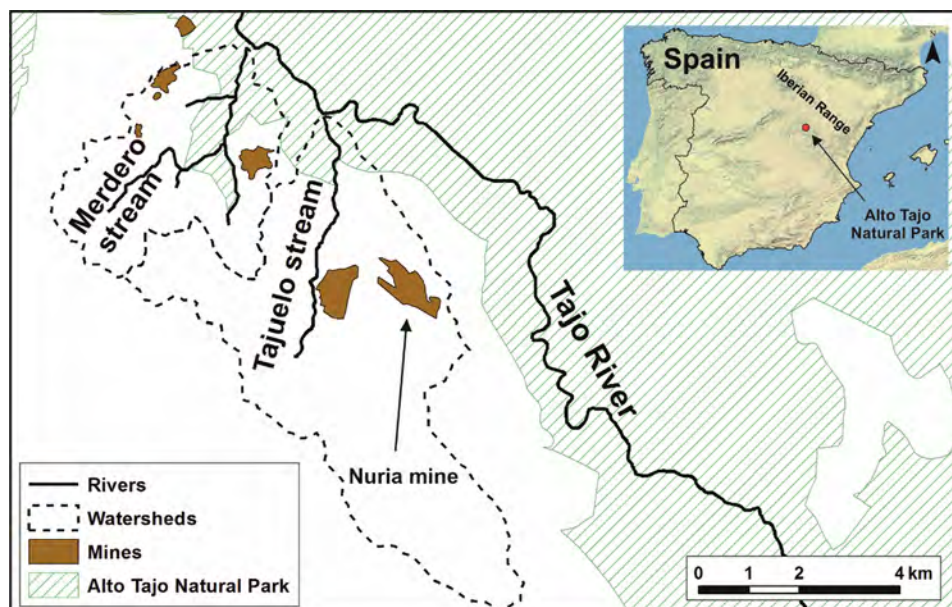 Spain
N
Iberian Range
Alto Tajo
Natural Park
Merdero
stream
Tajuelo stream
Tajo River
Nuria mine
Rivers
Watersheds
Mines
Alto Tajo Natural Park
0 1 2 4 km